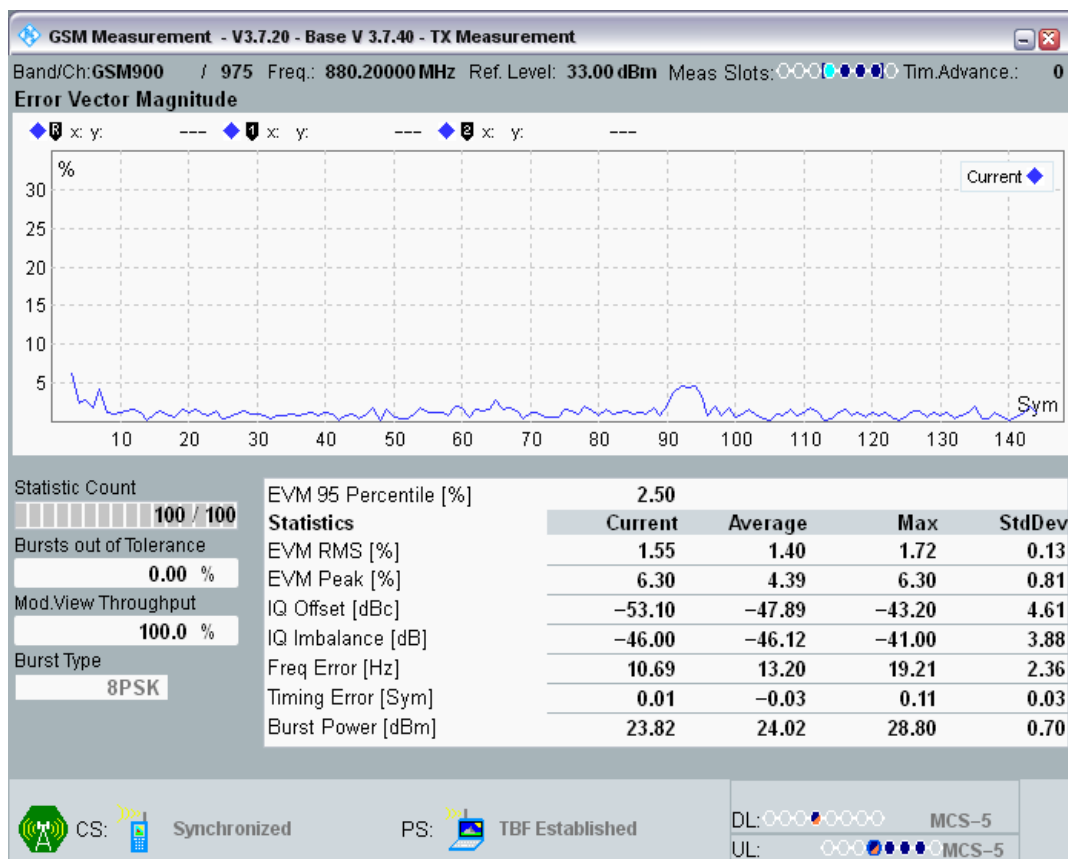 GSM Measurement - V3.7.20 - Base V 3.7.40 - TX Measurement
Band/Ch:GSM900 / 975 Freq.: 880.20000 MHz Ref. Level: 33.00 dBm Meas Slots: Tim.Advance.: 0
Error Vector Magnitude
R x: y: --- 1 x: y: --- 2 x: y: ---
%
Current
30
25
20
15
10
5
Sym
10 20 30 40 50 60 70 80 90 100 110 120 130 140
Statistic Count
100 / 100
Bursts out of Tolerance
0.00 %
Mod.View Throughput
100.0 %
Burst Type
8PSK
EVM 95 Percentile [%] 2.50
Statistics Current Average Max StdDev
EVM RMS [%] 1.55 1.40 1.72 0.13
EVM Peak [%] 6.30 4.39 6.30 0.81
IQ Offset [dBc] −53.10 −47.89 −43.20 4.61
IQ Imbalance [dB] −46.00 −46.12 −41.00 3.88
Freq Error [Hz] 10.69 13.20 19.21 2.36
Timing Error [Sym] 0.01 −0.03 0.11 0.03
Burst Power [dBm] 23.82 24.02 28.80 0.70
CS: Synchronized PS: TBF Established
DL: MCS−5
UL: MCS−5